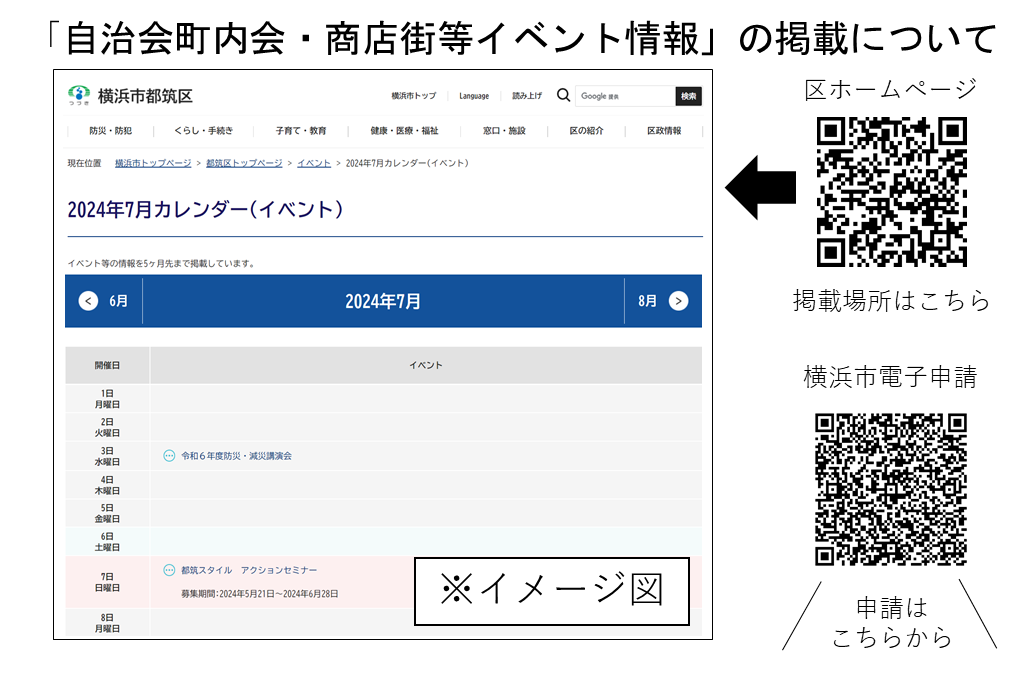 「自治会町内会・商店街等イベント情報」の掲載について
横浜市都筑区
つづき
横浜市トップ
Language
読み上げ
Google 提供
検索
防災・防犯
くらし・手続き
子育て・教育
健康・医療・福祉
窓口・施設
区の紹介
区政情報
現在位置 横浜市トップページ > 都筑区トップページ > イベント > 2024年7月カレンダー(イベント)
2024年7月カレンダー(イベント)
イベント等の情報を5ヶ月先まで掲載しています。
< 6月
2024年7月
8月 >
開催日
イベント
1日
月曜日
2日
火曜日
3日
水曜日
令和６年度防災・減災講演会
4日
木曜日
5日
金曜日
6日
土曜日
7日
日曜日
都筑スタイル　アクションセミナー
募集期間：2024年5月21日～2024年6月28日
8日
月曜日
※イメージ図
区ホームページ
掲載場所はこちら
横浜市電子申請
申請は
こちらから